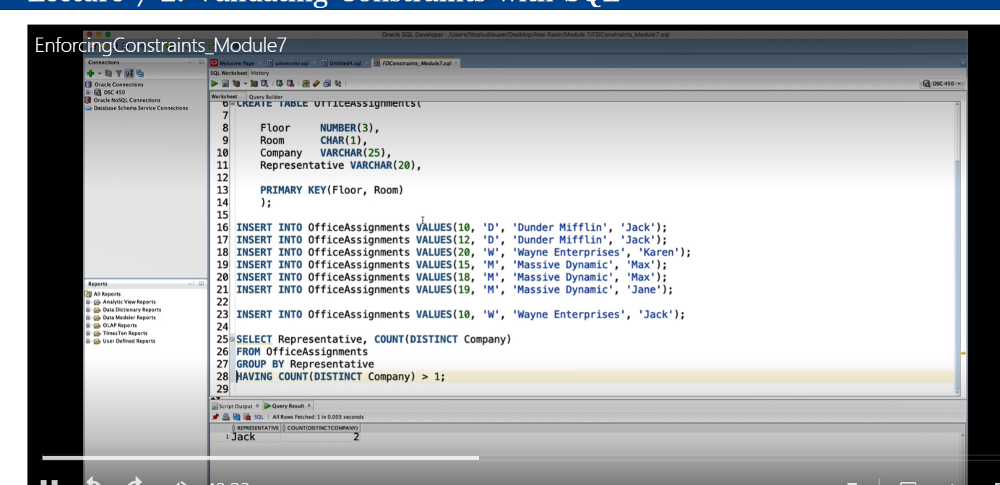 Lecture 7-2: Validating Constraints with SQL
EnforcingConstraints_Module7
Oracle SQL Developer : /Users/fitsstudiouser/Desktop/Alex Rasin/Module 7/FDConstraints_Module7.sql
Connections
Welcome Page
university.sql
Untitled4.sql
FDConstraints_Module7.sql
SQL Worksheet History
Oracle Connections
DSC 450
Oracle NoSQL Connections
Database Schema Service Connections
DSC 450
Worksheet Query Builder
6 CREATE TABLE OfficeAssignments(
7
8 Floor NUMBER(3),
9 Room CHAR(1),
10 Company VARCHAR(25),
11 Representative VARCHAR(20),
12
13 PRIMARY KEY(Floor, Room)
14 );
15
16 INSERT INTO OfficeAssignments VALUES(10, 'D', 'Dunder Mifflin', 'Jack');
17 INSERT INTO OfficeAssignments VALUES(12, 'D', 'Dunder Mifflin', 'Jack');
18 INSERT INTO OfficeAssignments VALUES(20, 'W', 'Wayne Enterprises', 'Karen');
19 INSERT INTO OfficeAssignments VALUES(15, 'M', 'Massive Dynamic', 'Max');
20 INSERT INTO OfficeAssignments VALUES(18, 'M', 'Massive Dynamic', 'Max');
21 INSERT INTO OfficeAssignments VALUES(19, 'M', 'Massive Dynamic', 'Jane');
22
23 INSERT INTO OfficeAssignments VALUES(10, 'W', 'Wayne Enterprises', 'Jack');
24
25 SELECT Representative, COUNT(DISTINCT Company)
26 FROM OfficeAssignments
27 GROUP BY Representative
28 HAVING COUNT(DISTINCT Company) > 1;
29
Reports
All Reports
Analytic View Reports
Data Dictionary Reports
Data Modeler Reports
OLAP Reports
TimesTen Reports
User Defined Reports
Script Output x Query Result x
SQL | All Rows Fetched: 1 in 0.003 seconds
REPRESENTATIVE COUNT(DISTINCTCOMPANY)
1 Jack 2